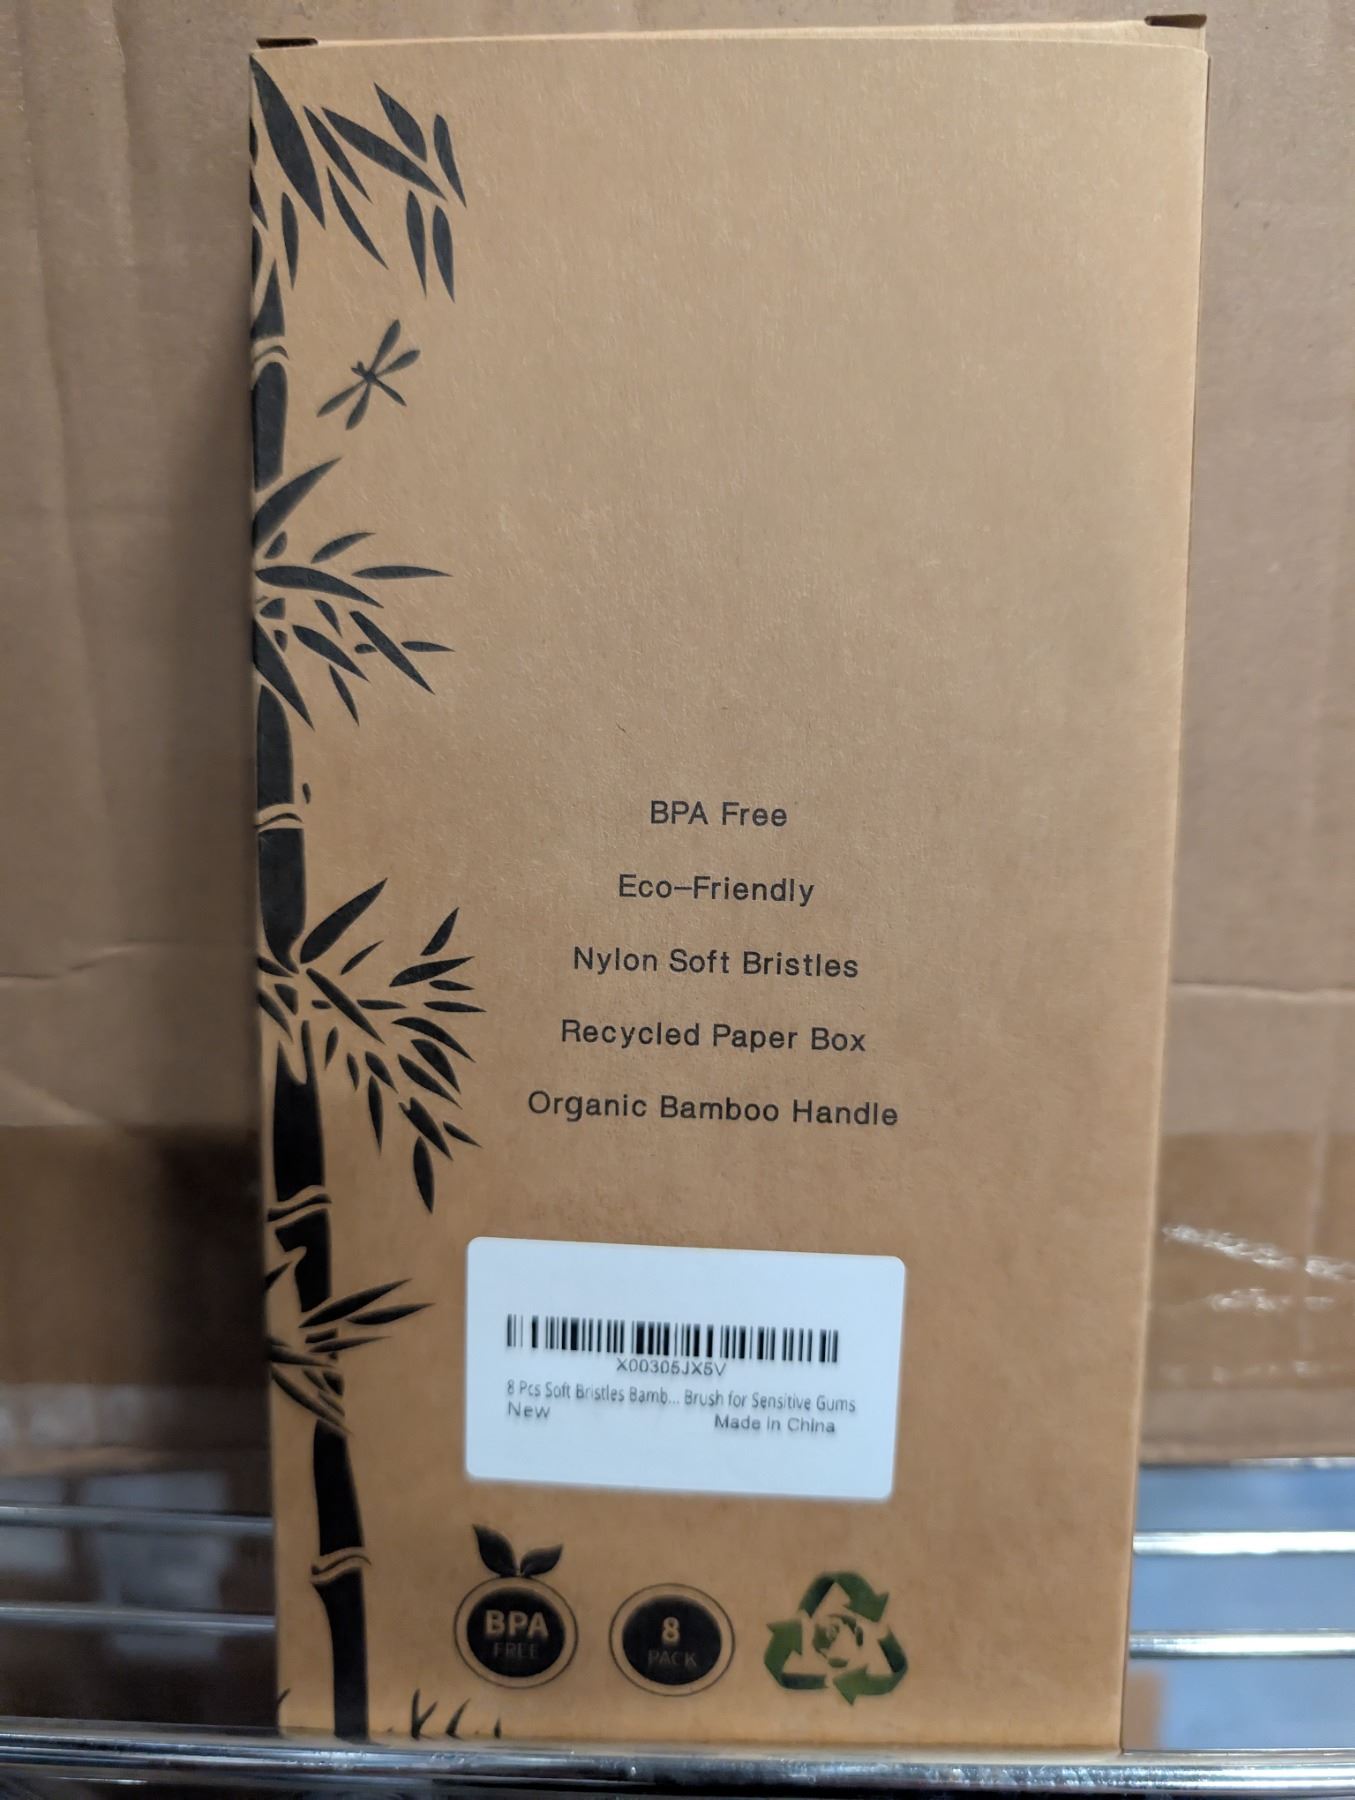 BPA Free
Eco-Friendly
Nylon Soft Bristles
Recycled Paper Box
Organic Bamboo Handle
X00305JX5V
8 Pcs Soft Bristles Bamb... Brush for Sensitive Gums
New Made in China
BPA
FREE
8
PACK